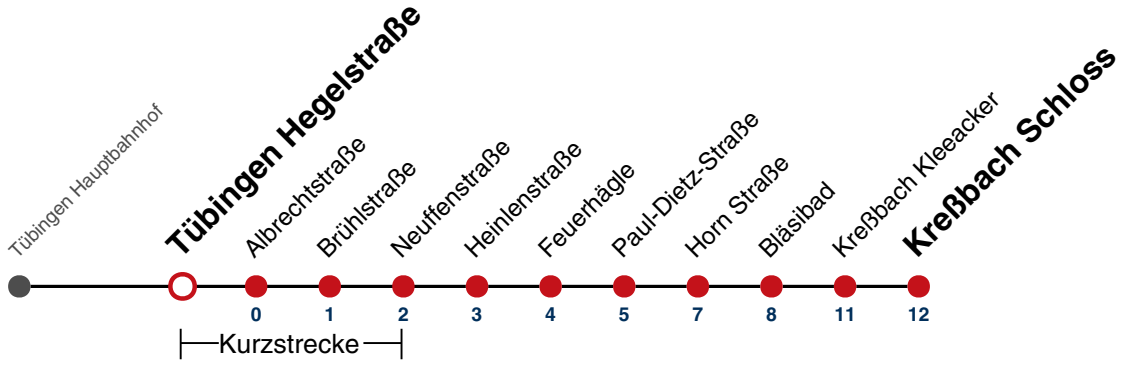 Tübingen Hauptbahnhof
Tübingen Hegelstraße
Albrechtstraße
Brühlstraße
Neuffenstraße
Heinlenstraße
Feuerhägle
Paul-Dietz-Straße
Horn Straße
Bläsibad
Kreßbach Kleeacker
Kreßbach Schloss
0 1 2 3 4 5 7 8 11 12
Kurzstrecke